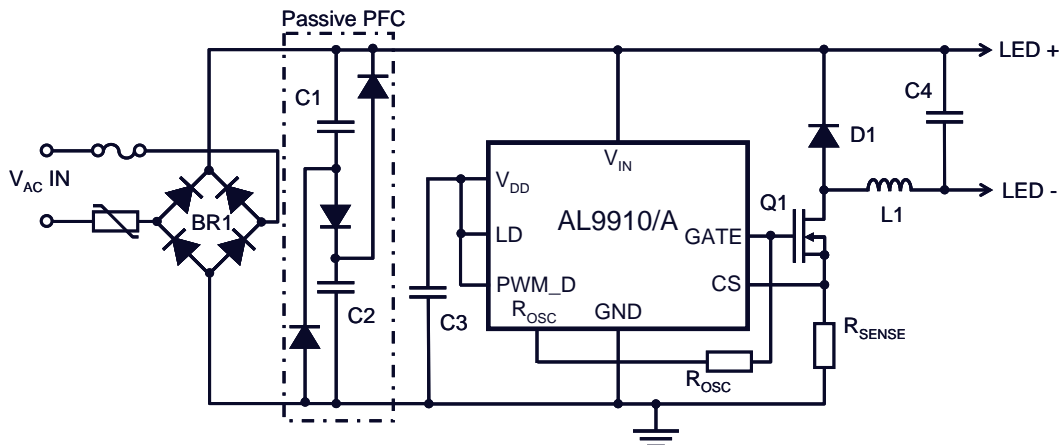 Passive PFC
LED +
C1
C4
D1
V_AC IN
V_IN
V_DD
Q1
L1
LED -
BR1
AL9910/A
LD
GATE
PWM_D
CS
C2
C3
R_OSC
GND
R_SENSE
R_OSC